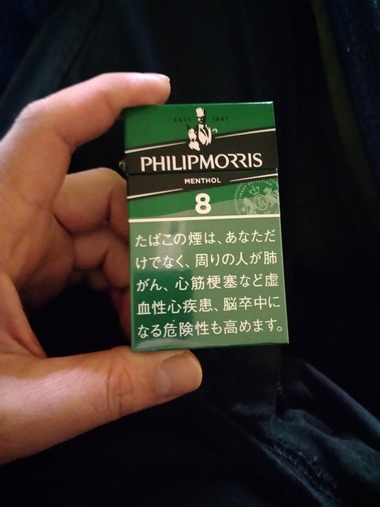 PHILIP MORRIS
MENTHOL
8
たばこの煙は、あなただ
けでなく、周りの人が肺
がん、心筋梗塞など虚
血性心疾患、脳卒中に
なる危険性も高めます。